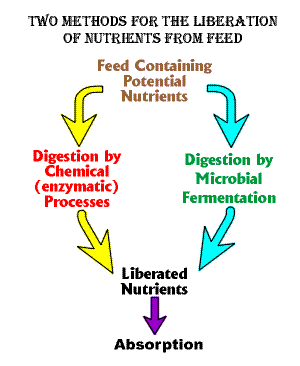 TWO METHODS FOR THE LIBERATION
OF NUTRIENTS FROM FEED
Feed Containing
Potential
Nutrients
Digestion by
Chemical
(enzymatic)
Processes
Digestion by
Microbial
Fermentation
Liberated
Nutrients
Absorption